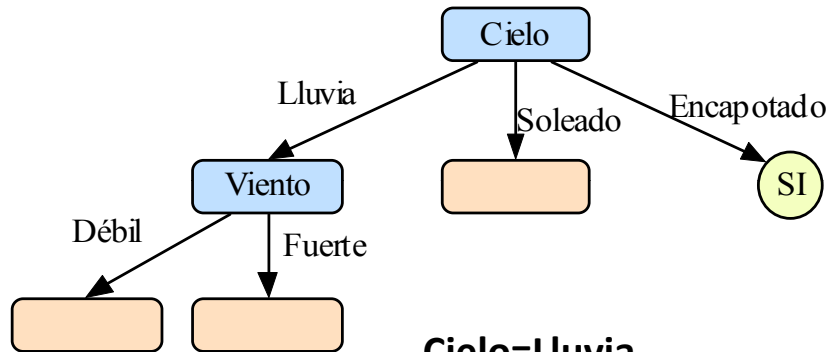 Cielo
Lluvia
Soleado
Encapotado
Viento
SI
Débil
Fuerte
Cielo=Lluvia